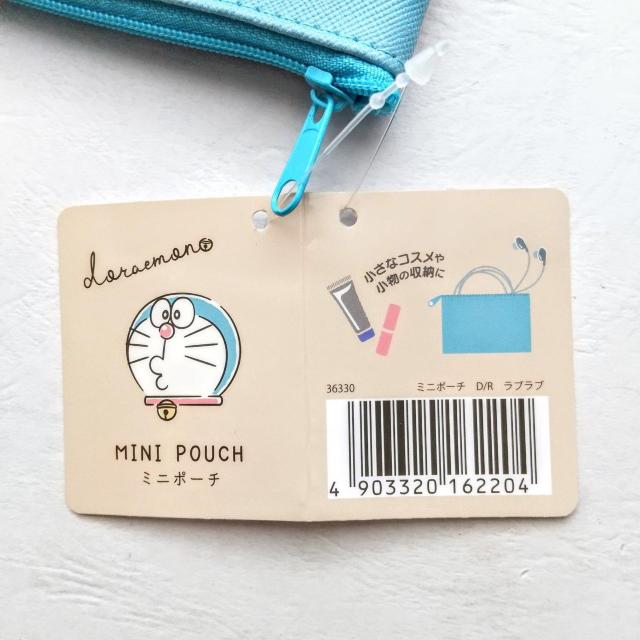 doraemon
MINI POUCH
ミニポーチ
小さなコスメや
小物の収納に
36330 ミニポーチ D/R ラブラブ
4 903320 162204